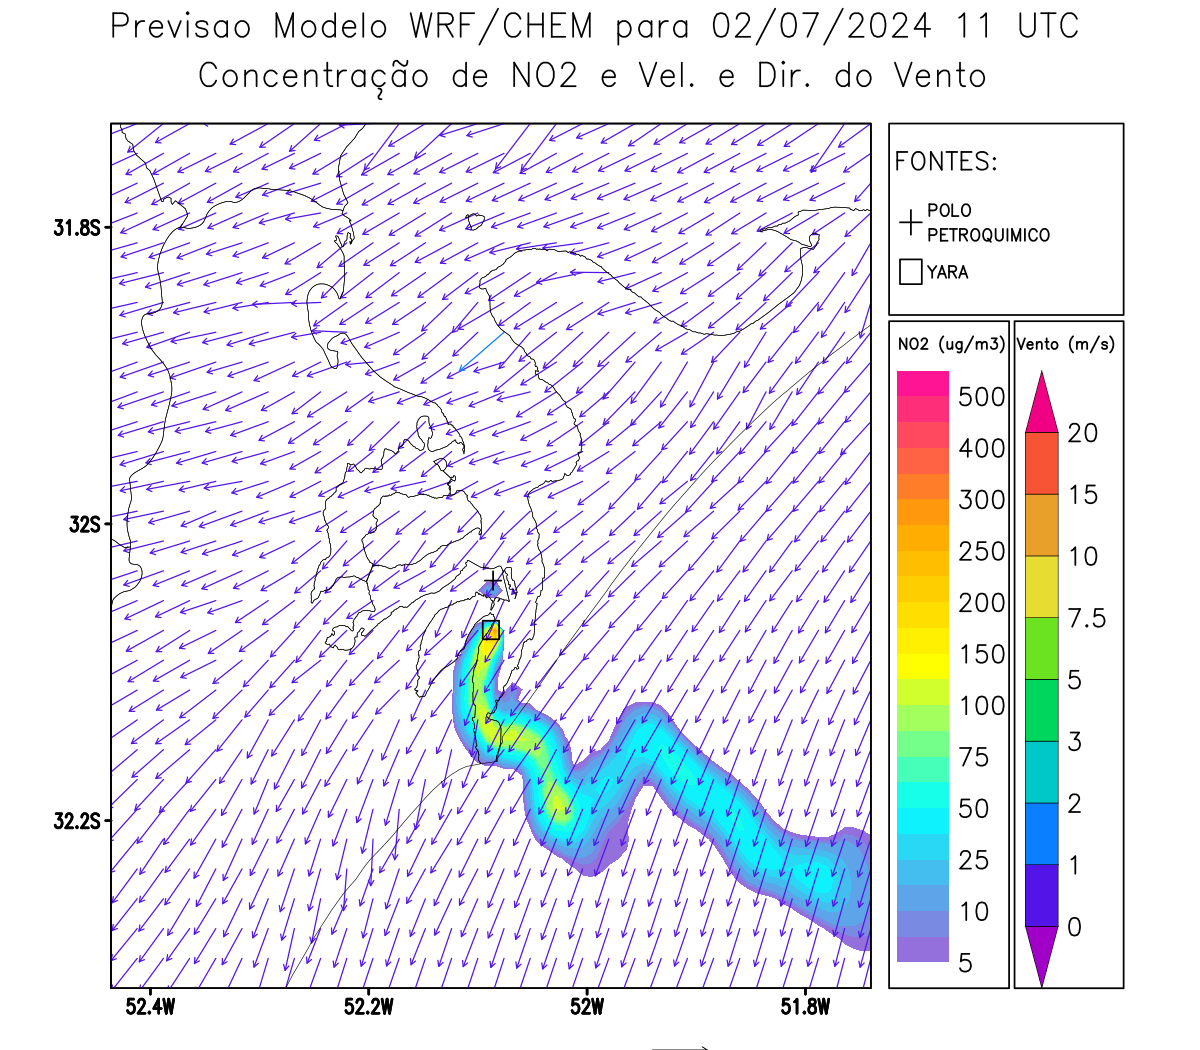 Previsao Modelo WRF/CHEM para 02/07/2024 11 UTC
Concentração de NO2 e Vel. e Dir. do Vento
FONTES:
POLO
PETROQUIMICO
YARA
NO2 (ug/m3)
500
400
300
250
200
150
100
75
50
25
10
5
Vento (m/s)
20
15
10
7.5
5
3
2
1
0
31.8S
32S
32.2S
52.4W
52.2W
52W
51.8W